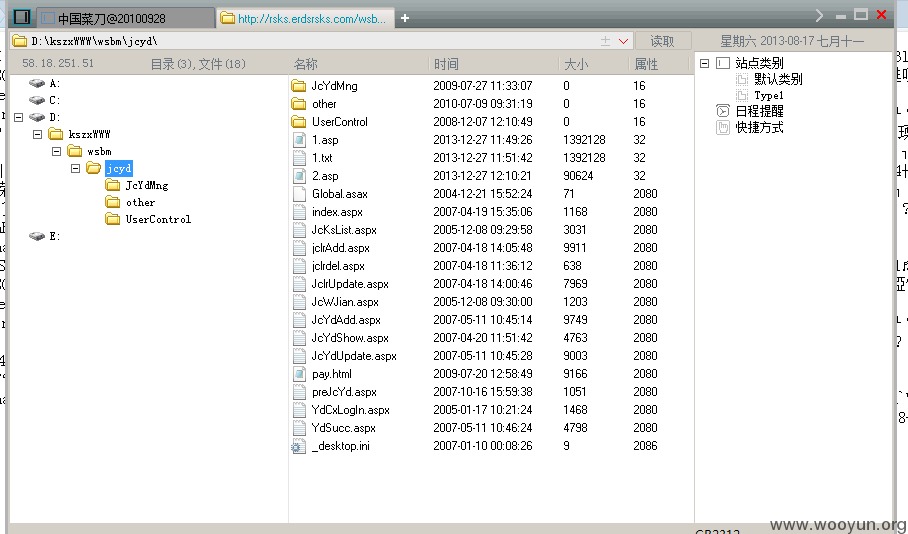 中国菜刀@20100928 http://rsks.erdsrsks.com/wsb...
D:\kszxWWW\wsbm\jcyd\ 读取 星期六 2013-08-17 七月十一
58.18.251.51 目录(3),文件(18) 名称 时间 大小 属性
A:
C:
D:
kszxWWW
wsbm
jcyd
JcYdMng
other
UserControl
E:
JcYdMng 2009-07-27 11:33:07 0 16
other 2010-07-09 09:31:19 0 16
UserControl 2008-12-07 12:10:49 0 16
1.asp 2013-12-27 11:49:26 1392128 32
1.txt 2013-12-27 11:51:42 1392128 32
2.asp 2013-12-27 12:10:21 90624 32
Global.asax 2004-12-21 15:52:24 71 2080
index.aspx 2007-04-19 15:35:06 1168 2080
JcKsList.aspx 2005-12-08 09:29:58 3031 2080
jclrAdd.aspx 2007-04-18 14:05:48 9911 2080
jclrdel.aspx 2007-04-18 11:36:12 638 2080
JclrUpdate.aspx 2007-04-18 14:00:46 7969 2080
JcWJian.aspx 2005-12-08 09:30:00 1203 2080
JcYdAdd.aspx 2007-05-11 10:45:14 9749 2080
JcYdShow.aspx 2007-04-20 11:51:42 4763 2080
JcYdUpdate.aspx 2007-05-11 10:45:28 9003 2080
pay.html 2009-07-20 12:58:49 9166 2080
preJcYd.aspx 2007-10-16 15:59:38 1051 2080
YdCxLogIn.aspx 2005-01-17 10:21:24 1468 2080
YdSucc.aspx 2007-05-11 10:46:24 4798 2080
_desktop.ini 2007-01-10 00:08:26 9 2086
站点类别
默认类别
Type1
日程提醒
快捷方式
www.wooyun.org